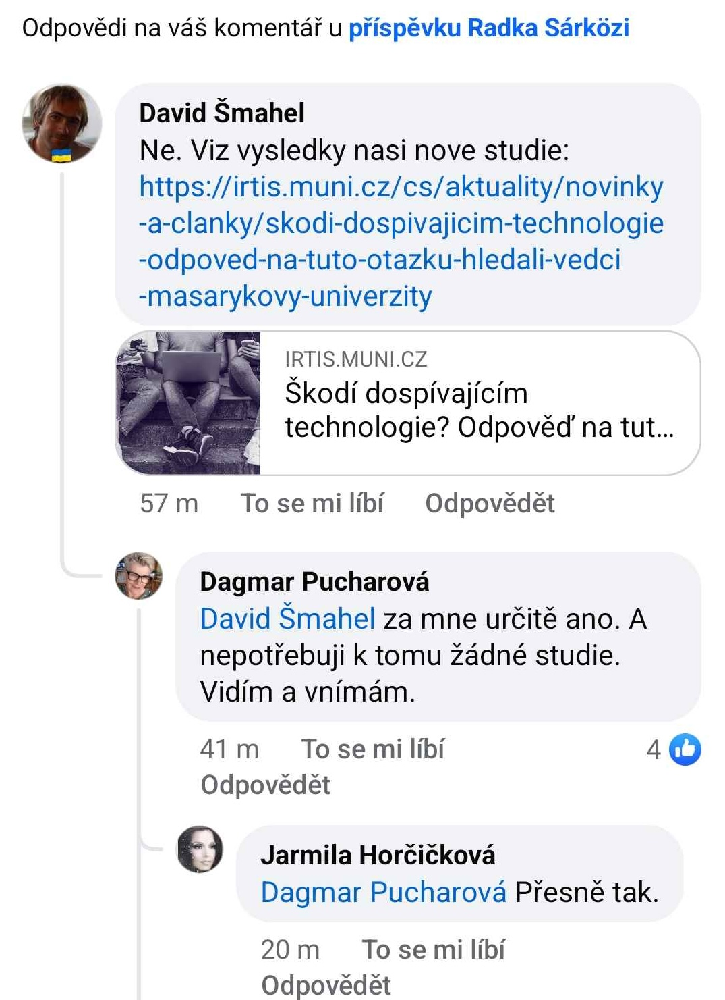 Odpovědi na váš komentář u příspěvku Radka Sárközi
David Šmahel
Ne. Viz vysledky nasi nove studie:
https://irtis.muni.cz/cs/aktuality/novinky
-a-clanky/skodi-dospivajicim-technologie
-odpoved-na-tuto-otazku-hledali-vedci
-masarykovy-univerzity
IRTIS.MUNI.CZ
Škodí dospívajícím
technologie? Odpověď na tut...
57 m To se mi líbí Odpovědět
Dagmar Pucharová
David Šmahel za mne určitě ano. A
nepotřebuji k tomu žádné studie.
Vidím a vnímám.
41 m To se mi líbí 4
Odpovědět
Jarmila Horčičková
Dagmar Pucharová Přesně tak.
20 m To se mi líbí
Odpovědět